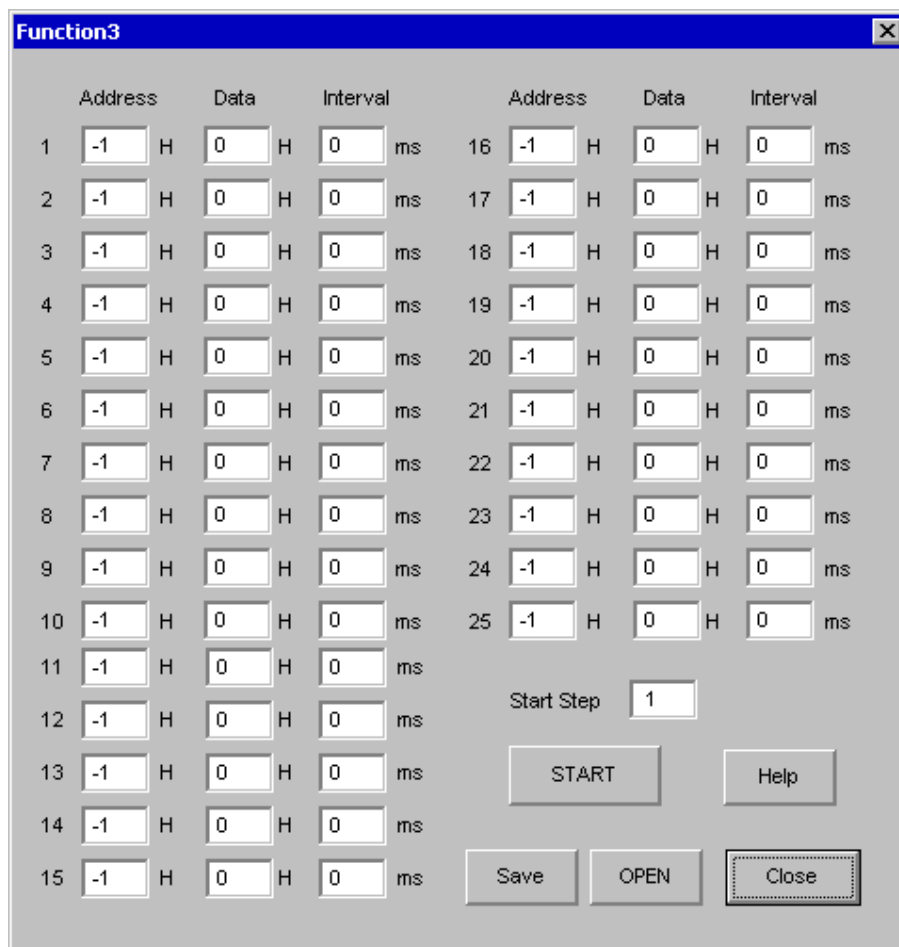 Function3
Address Data Interval Address Data Interval
1 -1 H 0 H 0 ms 16 -1 H 0 H 0 ms
2 -1 H 0 H 0 ms 17 -1 H 0 H 0 ms
3 -1 H 0 H 0 ms 18 -1 H 0 H 0 ms
4 -1 H 0 H 0 ms 19 -1 H 0 H 0 ms
5 -1 H 0 H 0 ms 20 -1 H 0 H 0 ms
6 -1 H 0 H 0 ms 21 -1 H 0 H 0 ms
7 -1 H 0 H 0 ms 22 -1 H 0 H 0 ms
8 -1 H 0 H 0 ms 23 -1 H 0 H 0 ms
9 -1 H 0 H 0 ms 24 -1 H 0 H 0 ms
10 -1 H 0 H 0 ms 25 -1 H 0 H 0 ms
11 -1 H 0 H 0 ms
Start Step 1
12 -1 H 0 H 0 ms
13 -1 H 0 H 0 ms START Help
14 -1 H 0 H 0 ms
15 -1 H 0 H 0 ms Save OPEN Close